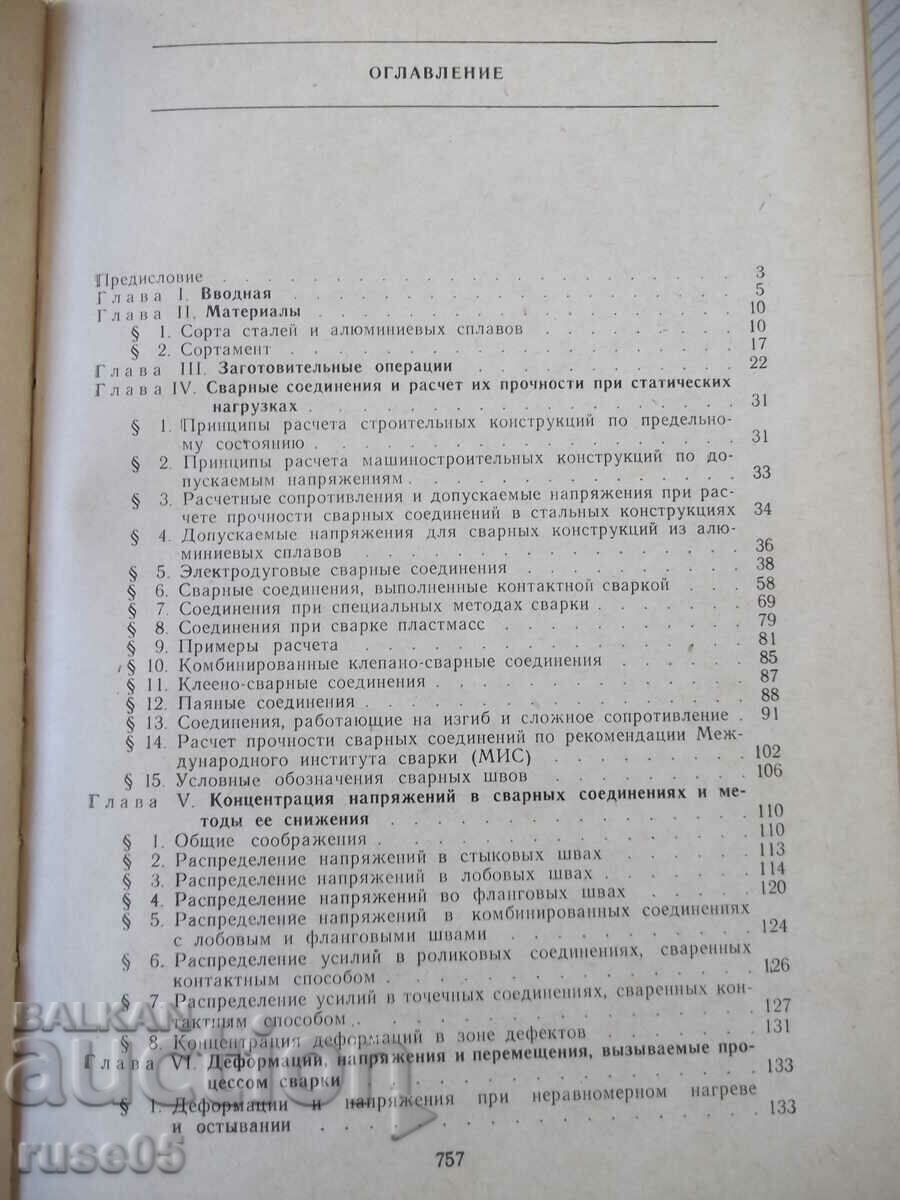 ОГЛАВЛЕНИЕ
Предисловие . . . 3
Глава I. Вводная . . . 5
Глава II. Материалы . . . 10
§ 1. Сорта сталей и алюминиевых сплавов . . . 10
§ 2. Сортамент . . . 17
Глава III. Заготовительные операции . . . 22
Глава IV. Сварные соединения и расчет их прочности при статических
нагрузках . . . 31
§ 1. Принципы расчета строительных конструкций по предельно-
му состоянию . . . 31
§ 2. Принципы расчета машиностроительных конструкций по до-
пускаемым напряжениям . . . 33
§ 3. Расчетные сопротивления и допускаемые напряжения при рас-
чете прочности сварных соединений в стальных конструкциях 34
§ 4. Допускаемые напряжения для сварных конструкций из алю-
миниевых сплавов . . . 36
§ 5. Электродуговые сварные соединения . . . 38
§ 6. Сварные соединения, выполненные контактной сваркой . . . 58
§ 7. Соединения при специальных методах сварки . . . 69
§ 8. Соединения при сварке пластмасс . . . 79
§ 9. Примеры расчета . . . 81
§ 10. Комбинированные клепано-сварные соединения . . . 85
§ 11. Клеено-сварные соединения . . . 87
§ 12. Паяные соединения . . . 88
§ 13. Соединения, работающие на изгиб и сложное сопротивление . 91
§ 14. Расчет прочности сварных соединений по рекомендации Меж-
дународного института сварки (МИС) . . . 102
§ 15. Условные обозначения сварных швов . . . 106
Глава V. Концентрация напряжений в сварных соединениях и ме-
тоды ее снижения . . . 110
§ 1. Общие соображения . . . 110
§ 2. Распределение напряжений в стыковых швах . . . 113
§ 3. Распределение напряжений в лобовых швах . . . 114
§ 4. Распределение напряжений во фланговых швах . . . 120
§ 5. Распределение напряжений в комбинированных соединениях
с лобовым и фланговыми швами . . . 124
§ 6. Распределение усилий в роликовых соединениях, сваренных
контактным способом . . . 126
§ 7. Распределение усилий в точечных соединениях, сваренных кон-
тактным способом . . . 127
§ 8. Концентрация деформаций в зоне дефектов . . . 131
Глава VI. Деформации, напряжения и перемещения, вызываемые про-
цессом сварки . . . 133
§ 1. Деформации и напряжения при неравномерном нагреве
и остывании . . . 133
757
BALKAN
auction
ruse05